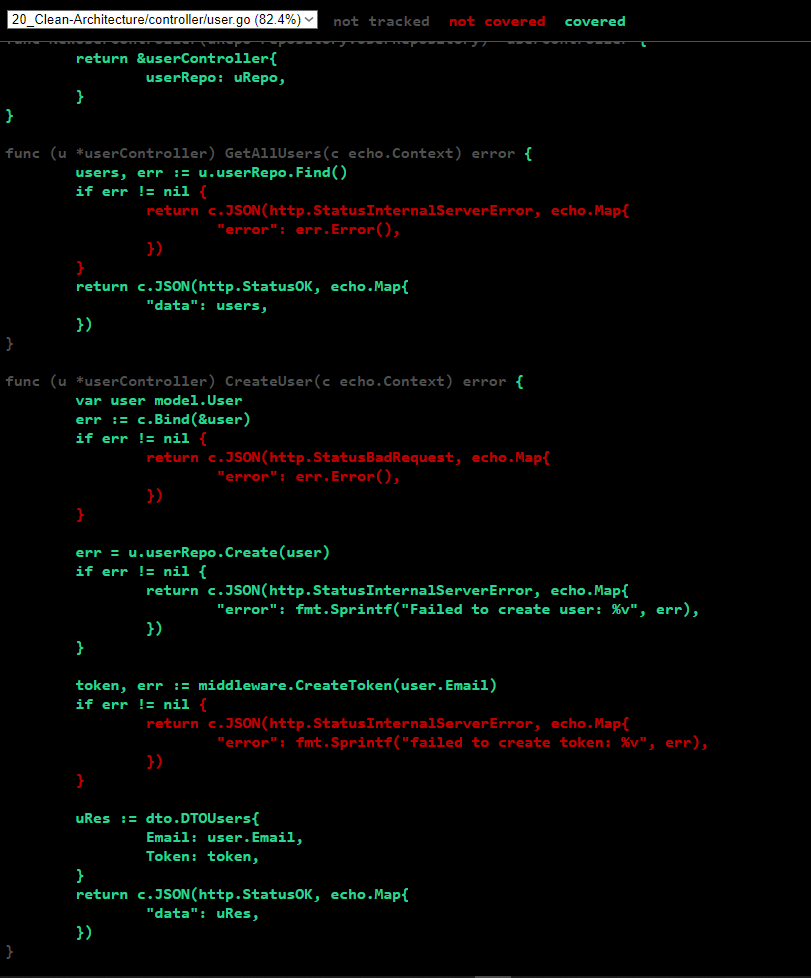 20_Clean-Architecture/controller/user.go (82.4%)
not tracked not covered covered
        return &userController{
                userRepo: uRepo,
        }
}

func (u *userController) GetAllUsers(c echo.Context) error {
        users, err := u.userRepo.Find()
        if err != nil {
                return c.JSON(http.StatusInternalServerError, echo.Map{
                        "error": err.Error(),
                })
        }
        return c.JSON(http.StatusOK, echo.Map{
                "data": users,
        })
}

func (u *userController) CreateUser(c echo.Context) error {
        var user model.User
        err := c.Bind(&user)
        if err != nil {
                return c.JSON(http.StatusBadRequest, echo.Map{
                        "error": err.Error(),
                })
        }

        err = u.userRepo.Create(user)
        if err != nil {
                return c.JSON(http.StatusInternalServerError, echo.Map{
                        "error": fmt.Sprintf("Failed to create user: %v", err),
                })
        }

        token, err := middleware.CreateToken(user.Email)
        if err != nil {
                return c.JSON(http.StatusInternalServerError, echo.Map{
                        "error": fmt.Sprintf("failed to create token: %v", err),
                })
        }

        uRes := dto.DTOUsers{
                Email: user.Email,
                Token: token,
        }
        return c.JSON(http.StatusOK, echo.Map{
                "data": uRes,
        })
}